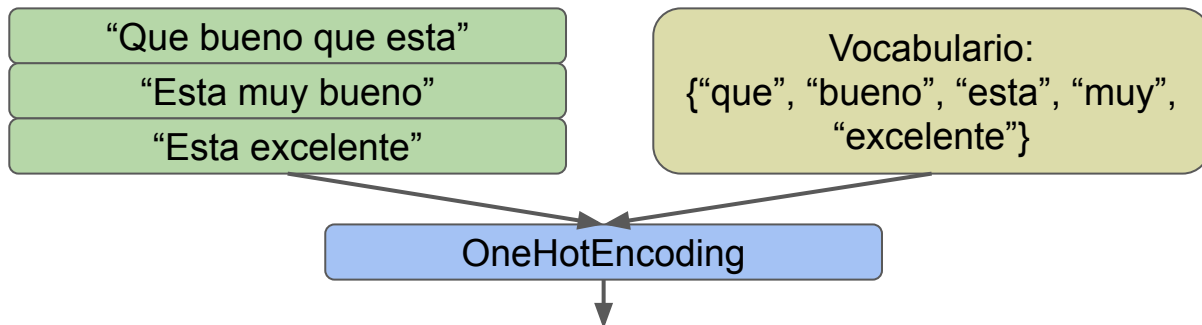 “Que bueno que esta”
“Esta muy bueno”
“Esta excelente”
Vocabulario:
{“que”, “bueno”, “esta”, “muy”,
“excelente”}
OneHotEncoding